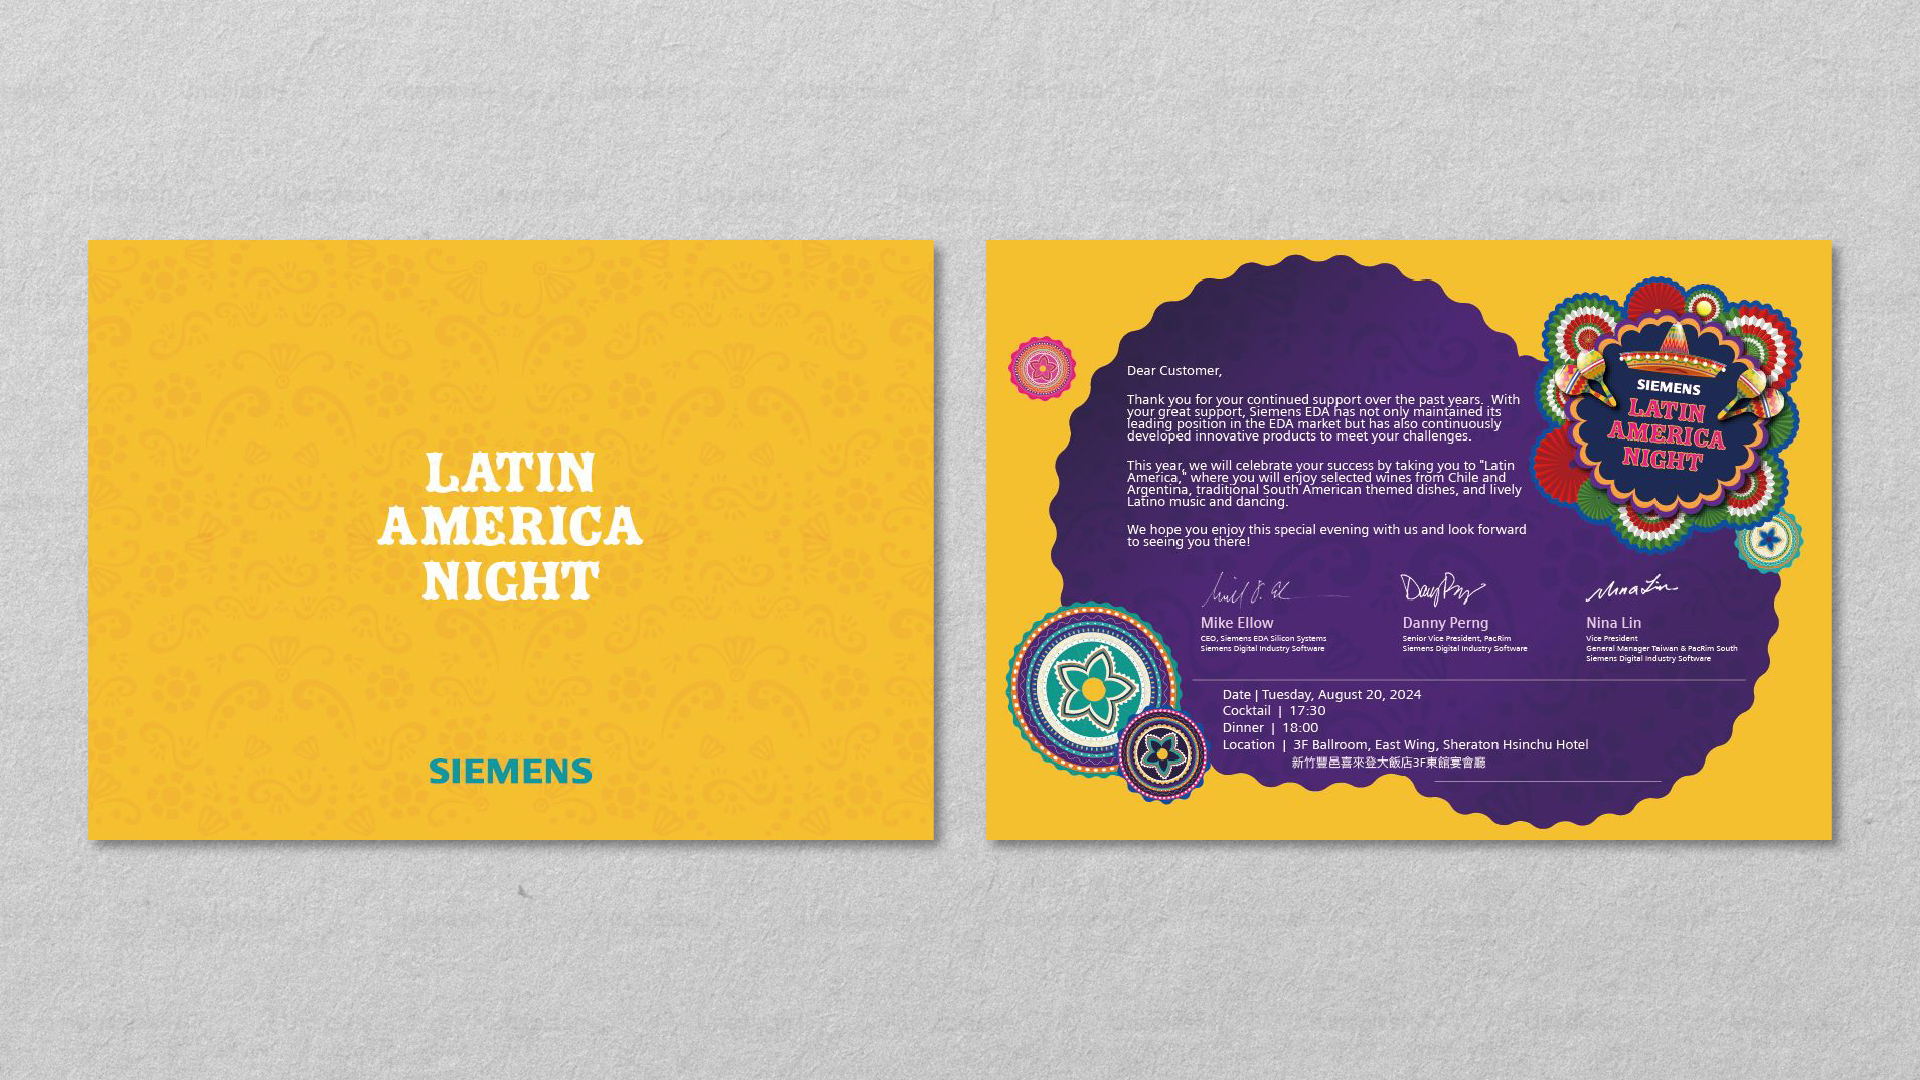 LATIN
AMERICA
NIGHT
SIEMENS
Dear Customer,
Thank you for your continued support over the past years.  With
your great support, Siemens EDA has not only maintained its
leading position in the EDA market but has also continuously
developed innovative products to meet your challenges.
This year, we will celebrate your success by taking you to "Latin
America," where you will enjoy selected wines from Chile and
Argentina, traditional South American themed dishes, and lively
Latino music and dancing.
We hope you enjoy this special evening with us and look forward
to seeing you there!
SIEMENS
LATIN
AMERICA
NIGHT
Danny Perng
Nina Lin
Mike Ellow
CEO, Siemens EDA Silicon Systems
Siemens Digital Industry Software
Danny Perng
Senior Vice President, PacRim
Siemens Digital Industry Software
Nina Lin
Vice President
General Manager Taiwan & PacRim South
Siemens Digital Industry Software
Date | Tuesday, August 20, 2024
Cocktail | 17:30
Dinner | 18:00
Location | 3F Ballroom, East Wing, Sheraton Hsinchu Hotel
新竹豐邑喜來登大飯店3F東館宴會廳